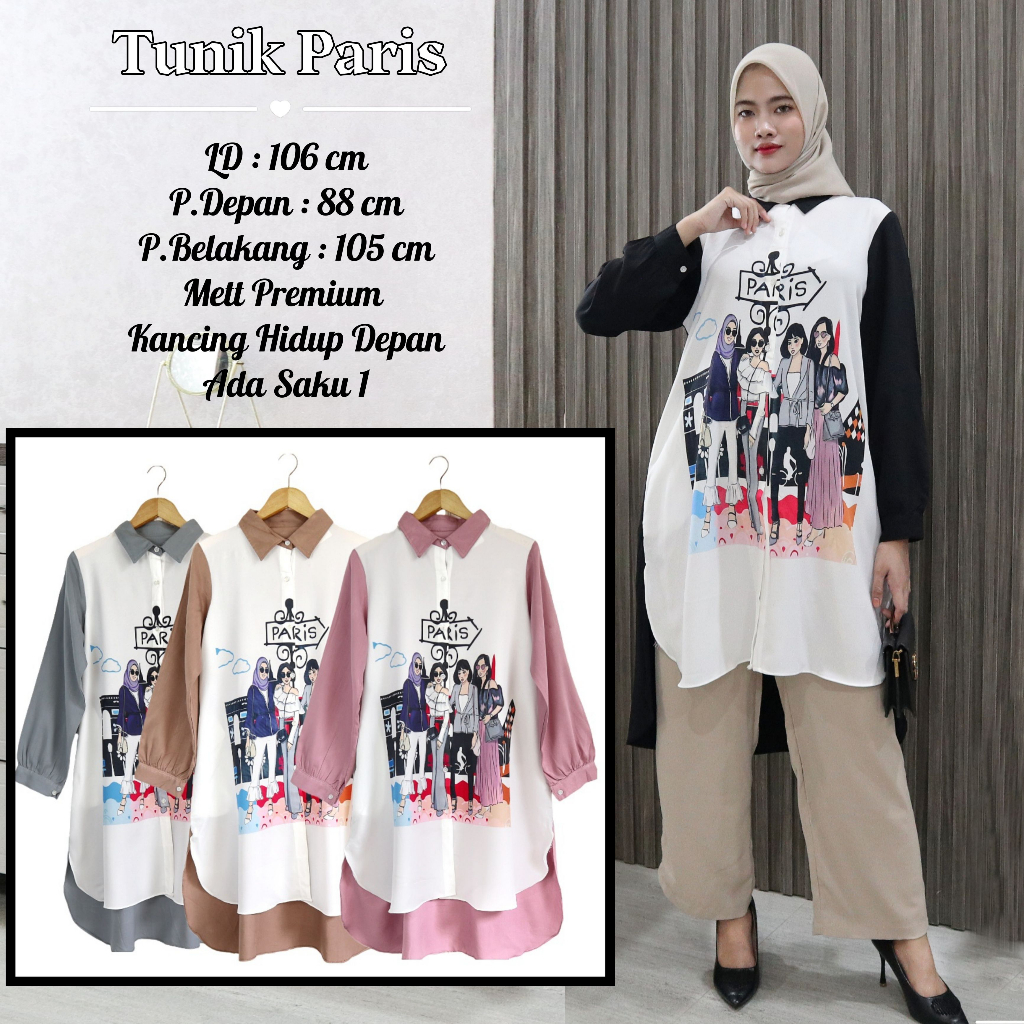 Tunik Paris
LD : 106 cm
P.Depan : 88 cm
P.Belakang : 105 cm
Mett Premium
Kancing Hidup Depan
Ada Saku 1
PARIS
PARIS
PARIS
PARIS